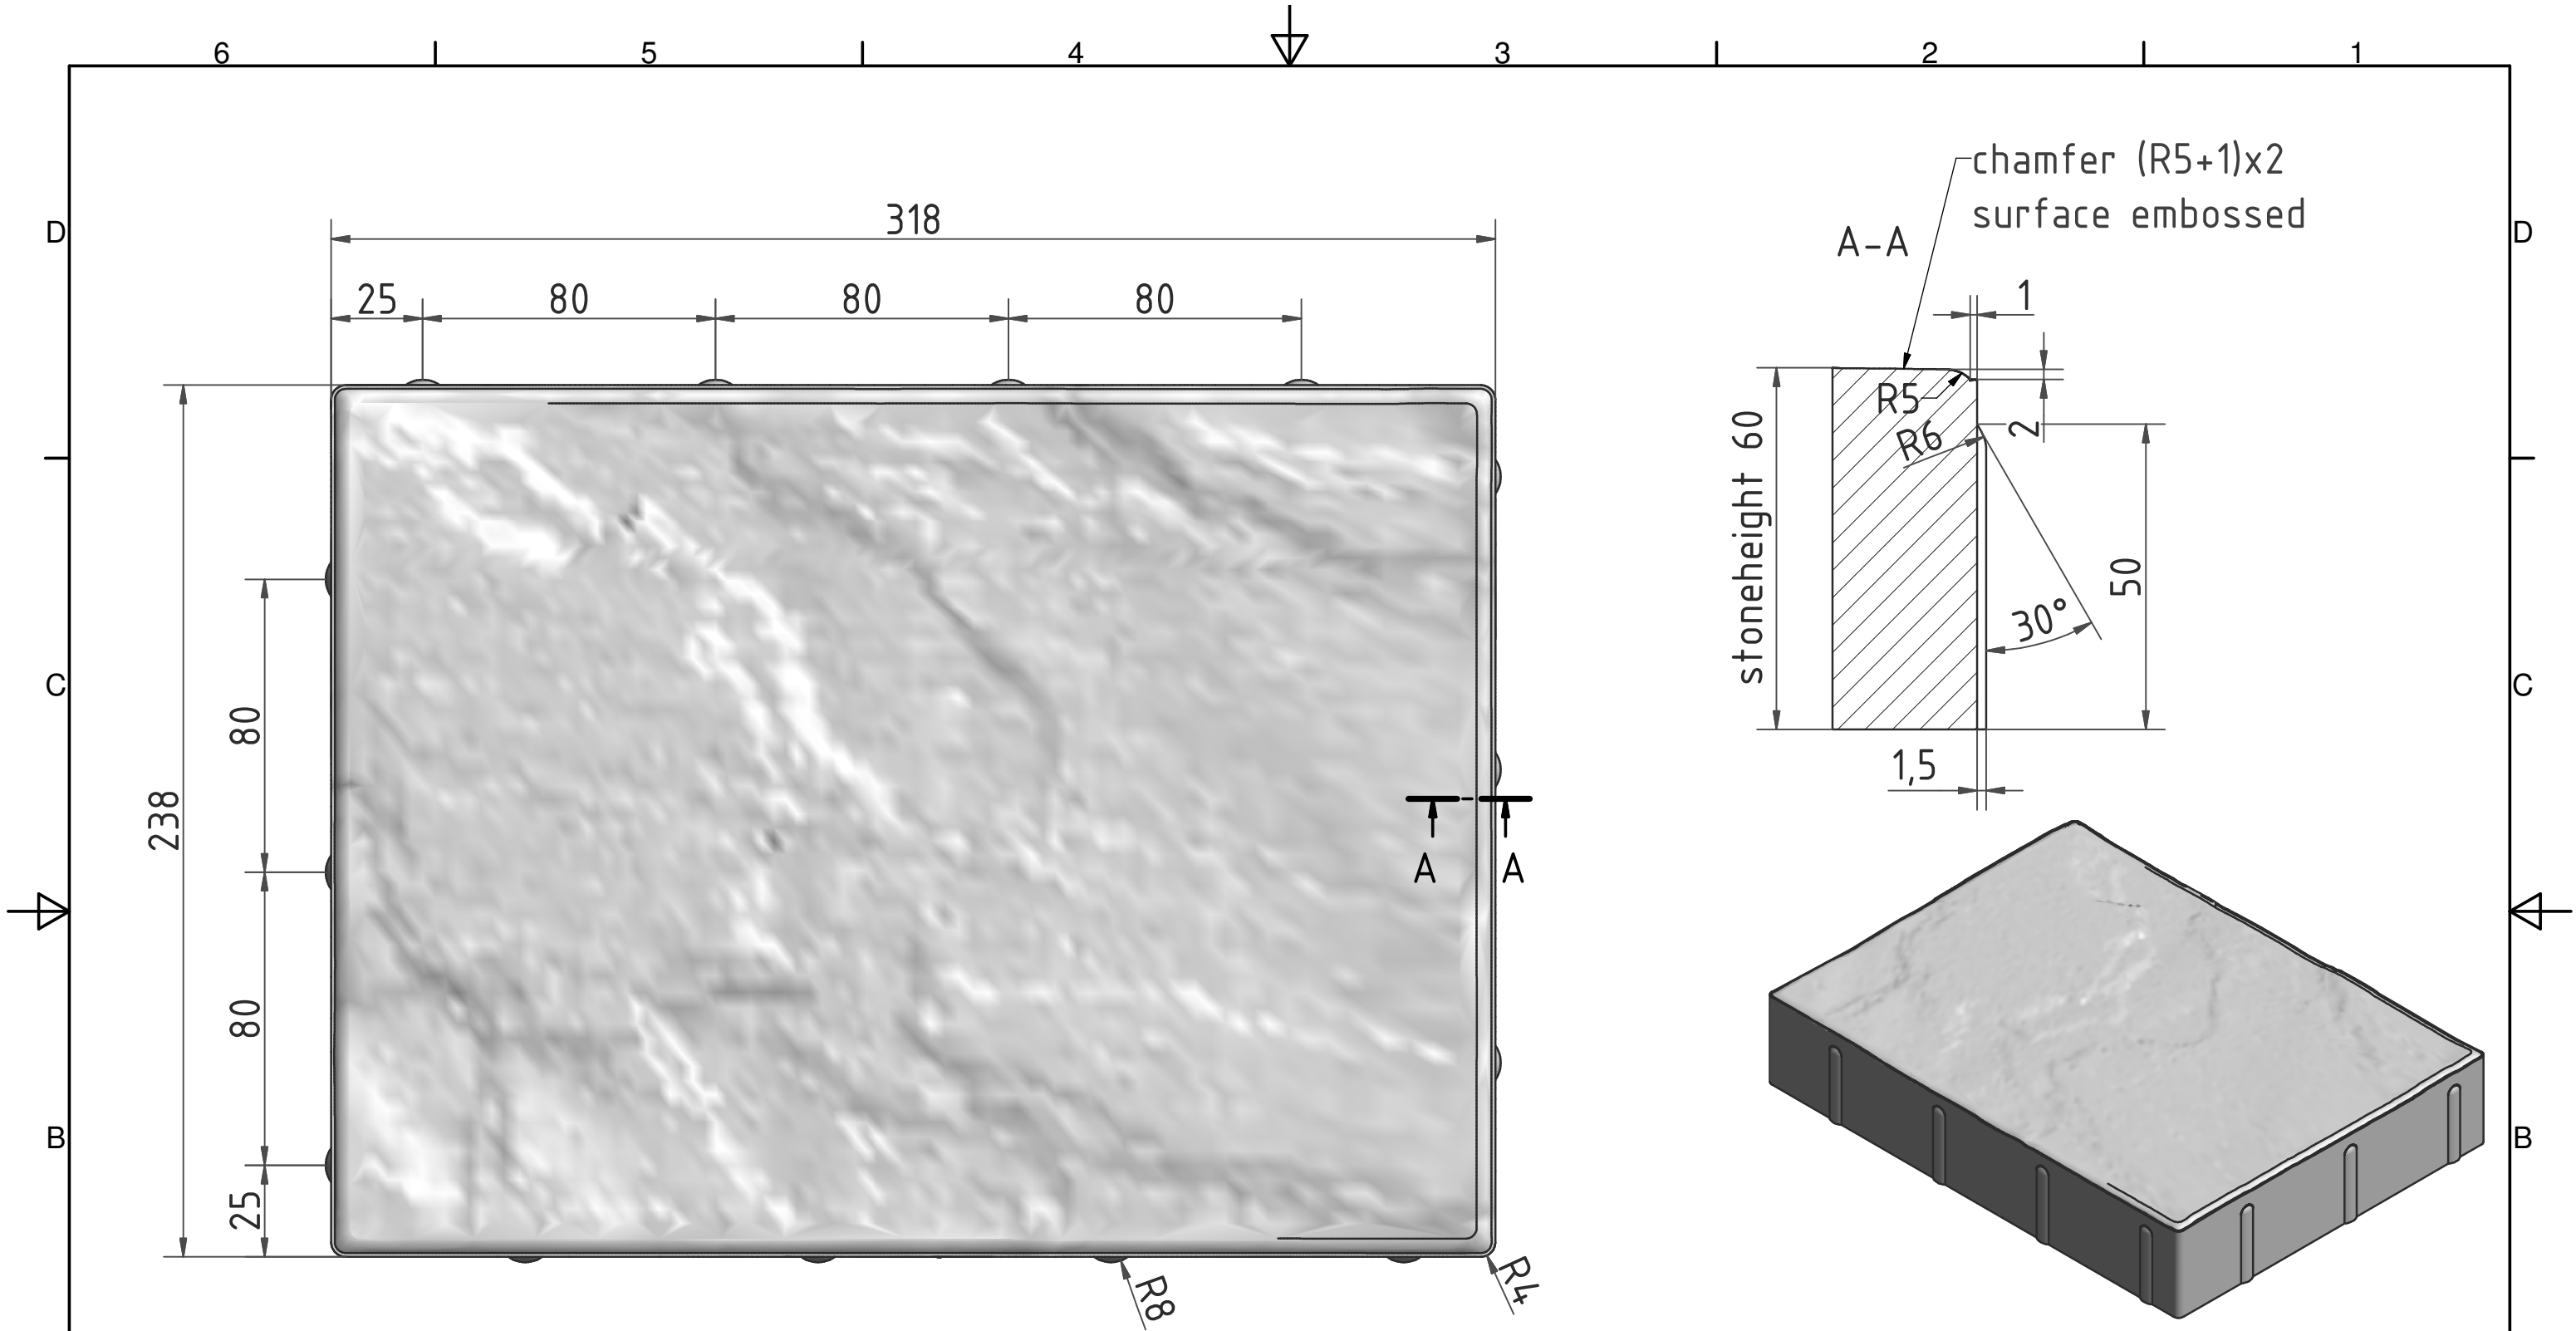 6 5 4 3 2 1
D D
chamfer (R5+1)x2
surface embossed
A-A
318
25 80 80 80
1
R5
2
R6
stoneheight 60
50
30°
1,5
C C
80
238
80
25
A A
B B
R8
R4